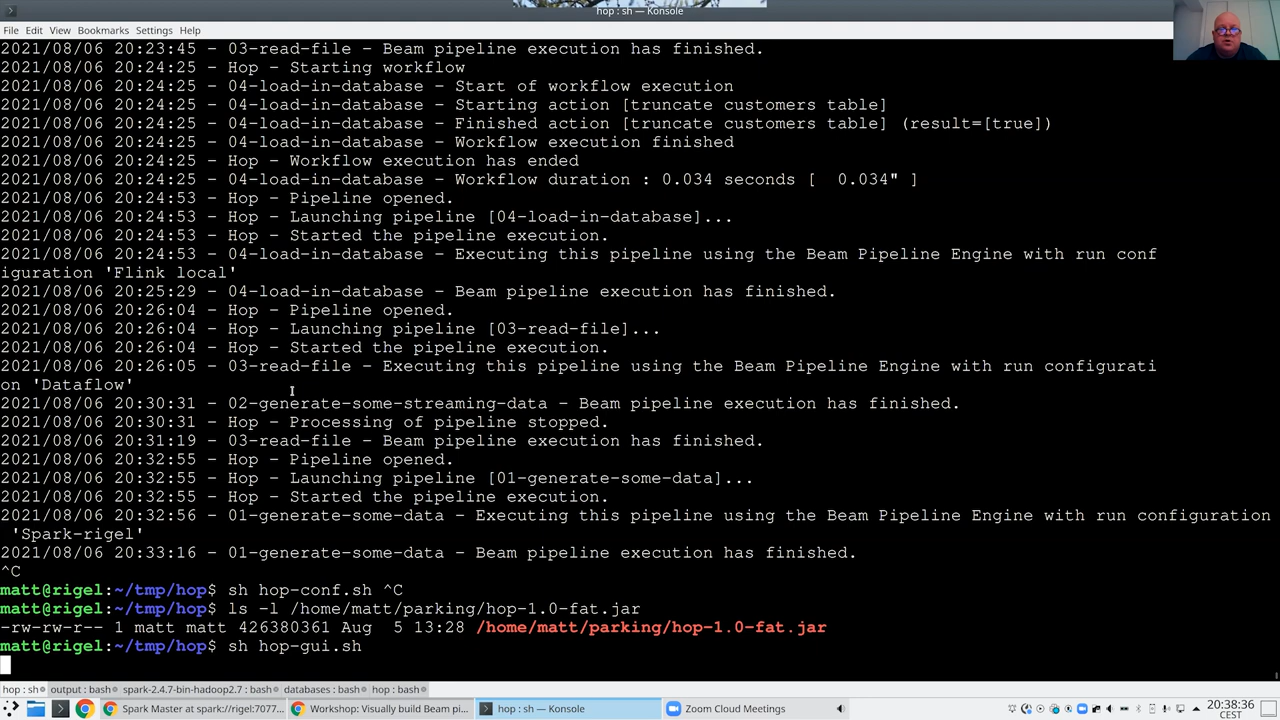 hop : sh — Konsole
File Edit View Bookmarks Settings Help
2021/08/06 20:23:45 - 03-read-file - Beam pipeline execution has finished.
2021/08/06 20:24:25 - Hop - Starting workflow
2021/08/06 20:24:25 - 04-load-in-database - Start of workflow execution
2021/08/06 20:24:25 - 04-load-in-database - Starting action [truncate customers table]
2021/08/06 20:24:25 - 04-load-in-database - Finished action [truncate customers table] (result=[true])
2021/08/06 20:24:25 - 04-load-in-database - Workflow execution finished
2021/08/06 20:24:25 - Hop - Workflow execution has ended
2021/08/06 20:24:25 - 04-load-in-database - Workflow duration : 0.034 seconds [  0.034" ]
2021/08/06 20:24:53 - Hop - Pipeline opened.
2021/08/06 20:24:53 - Hop - Launching pipeline [04-load-in-database]...
2021/08/06 20:24:53 - Hop - Started the pipeline execution.
2021/08/06 20:24:53 - 04-load-in-database - Executing this pipeline using the Beam Pipeline Engine with run conf
iguration 'Flink local'
2021/08/06 20:25:29 - 04-load-in-database - Beam pipeline execution has finished.
2021/08/06 20:26:04 - Hop - Pipeline opened.
2021/08/06 20:26:04 - Hop - Launching pipeline [03-read-file]...
2021/08/06 20:26:04 - Hop - Started the pipeline execution.
2021/08/06 20:26:05 - 03-read-file - Executing this pipeline using the Beam Pipeline Engine with run configurati
on 'Dataflow'
2021/08/06 20:30:31 - 02-generate-some-streaming-data - Beam pipeline execution has finished.
2021/08/06 20:30:31 - Hop - Processing of pipeline stopped.
2021/08/06 20:31:19 - 03-read-file - Beam pipeline execution has finished.
2021/08/06 20:32:55 - Hop - Pipeline opened.
2021/08/06 20:32:55 - Hop - Launching pipeline [01-generate-some-data]...
2021/08/06 20:32:55 - Hop - Started the pipeline execution.
2021/08/06 20:32:56 - 01-generate-some-data - Executing this pipeline using the Beam Pipeline Engine with run configuration
'Spark-rigel'
2021/08/06 20:33:16 - 01-generate-some-data - Beam pipeline execution has finished.
^C
matt@rigel:~/tmp/hop$ sh hop-conf.sh ^C
matt@rigel:~/tmp/hop$ ls -l /home/matt/parking/hop-1.0-fat.jar
-rw-rw-r-- 1 matt matt 426380361 Aug  5 13:28 /home/matt/parking/hop-1.0-fat.jar
matt@rigel:~/tmp/hop$ sh hop-gui.sh
hop : sh output : bash spark-2.4.7-bin-hadoop2.7 : bash databases : bash hop : bash
Spark Master at spark://rigel:7077... Workshop: Visually build Beam pi... hop : sh — Konsole Zoom Cloud Meetings 20:38:36
CEST